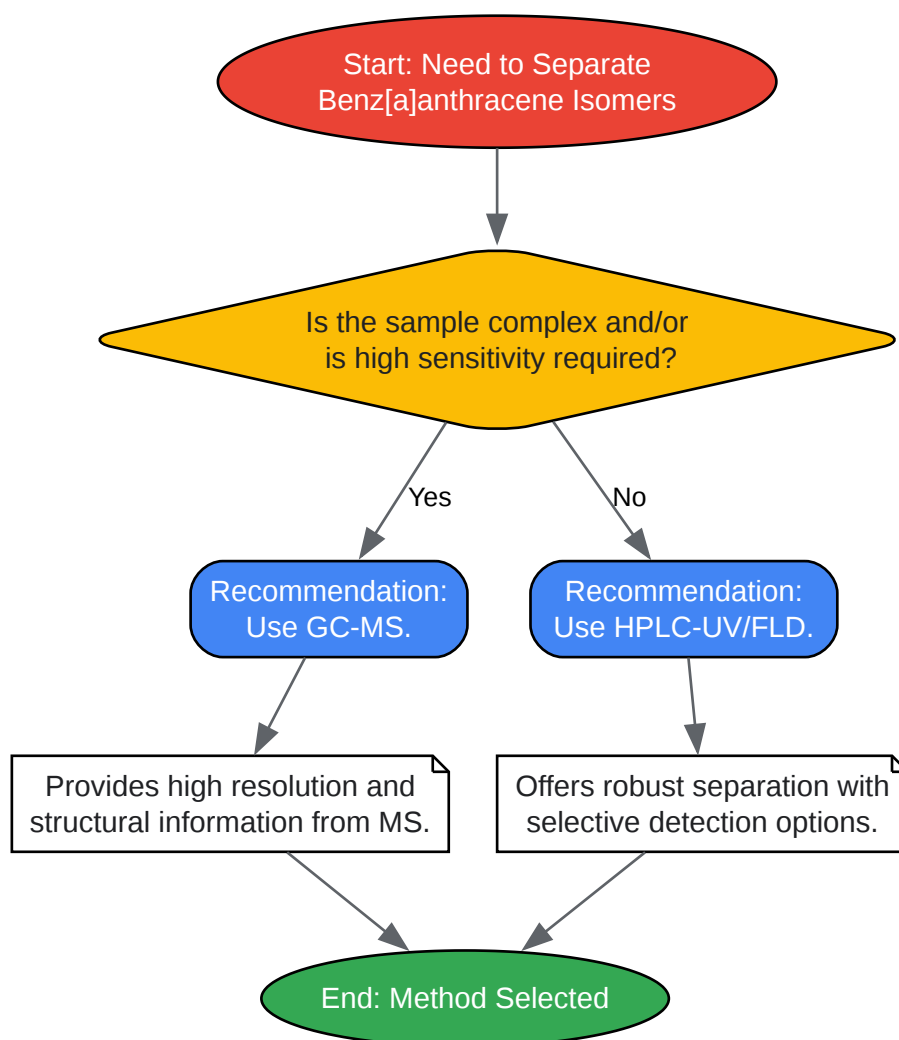 Start: Need to Separate
Benz[a]anthracene Isomers
Is the sample complex and/or
is high sensitivity required?
Yes
No
Recommendation:
Use GC-MS.
Recommendation:
Use HPLC-UV/FLD.
Provides high resolution and
structural information from MS.
Offers robust separation with
selective detection options.
End: Method Selected